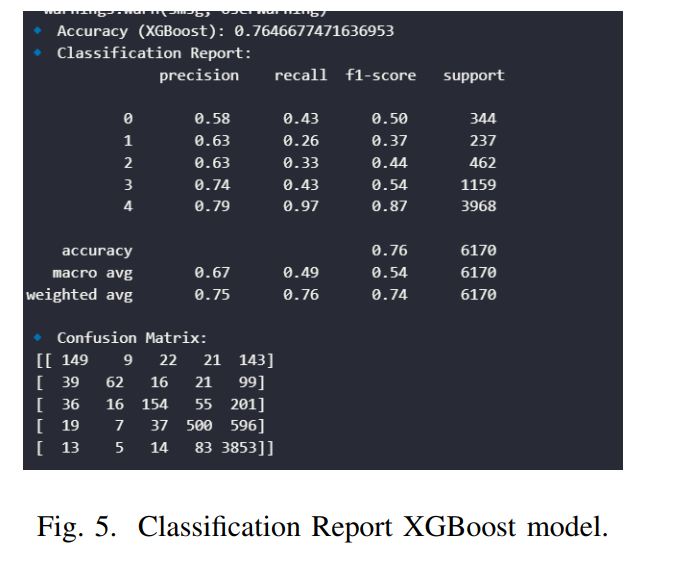 warnings.warn(smsg, UserWarning)
Accuracy (XGBoost): 0.7646677471636953
Classification Report:
precision recall f1-score support
0 0.58 0.43 0.50 344
1 0.63 0.26 0.37 237
2 0.63 0.33 0.44 462
3 0.74 0.43 0.54 1159
4 0.79 0.97 0.87 3968
accuracy 0.76 6170
macro avg 0.67 0.49 0.54 6170
weighted avg 0.75 0.76 0.74 6170
Confusion Matrix:
[[ 149 9 22 21 143]
[ 39 62 16 21 99]
[ 36 16 154 55 201]
[ 19 7 37 500 596]
[ 13 5 14 83 3853]]
Fig. 5. Classification Report XGBoost model.